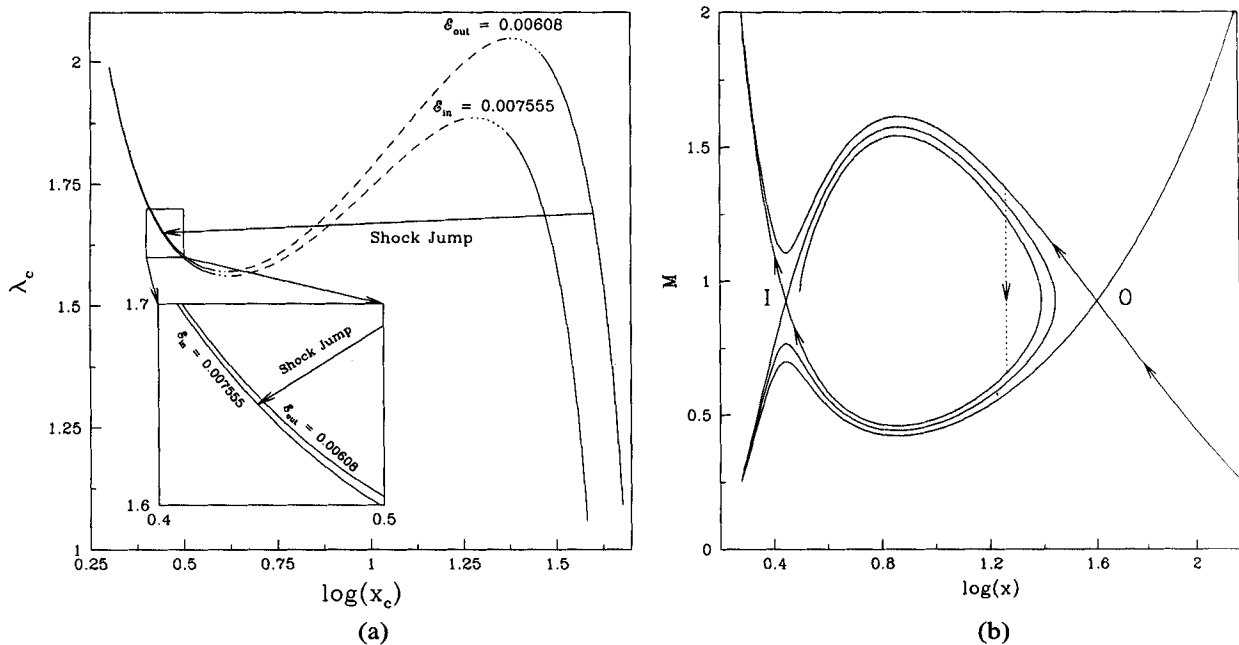 ℰout = 0.00608
ℰin = 0.007555
2
1.75
1.5
1.25
1
λc
Shock Jump
1.7
1.6
Shock Jump
ℰin = 0.007555
ℰout = 0.00608
0.4
0.5
0.25
0.5
0.75
1
1.25
1.5
log(xc)
(a)
2
1.5
1
0.5
0
M
I
O
0.4
0.8
1.2
1.6
2
log(x)
(b)